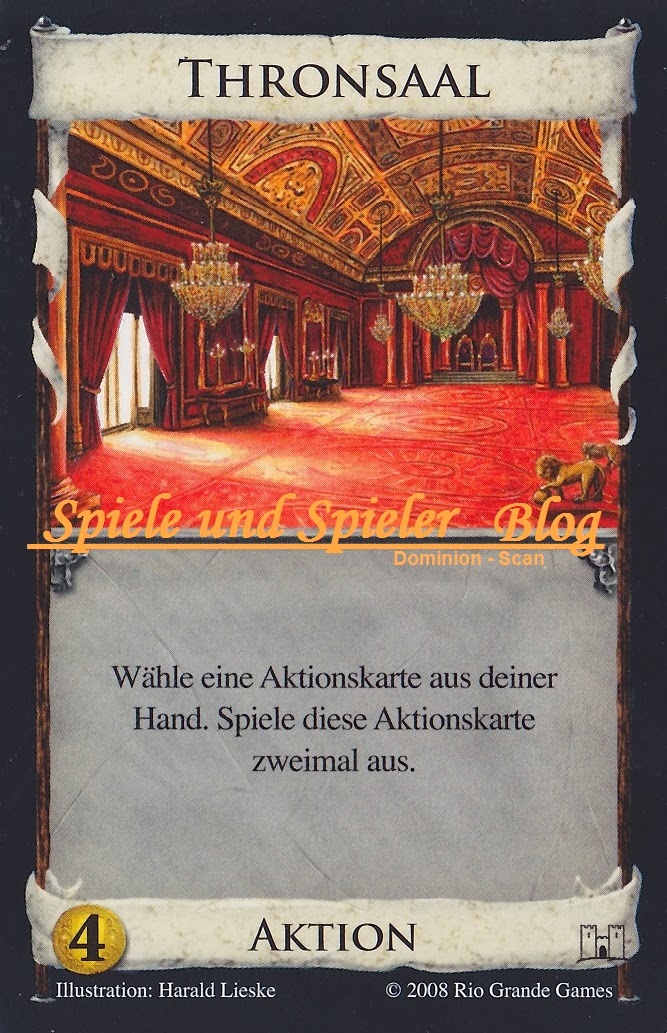 THRONSAAL
Spiele und Spieler Blog
Dominion - Scan
Wähle eine Aktionskarte aus deiner
Hand. Spiele diese Aktionskarte
zweimal aus.
4 AKTION
Illustration: Harald Lieske © 2008 Rio Grande Games